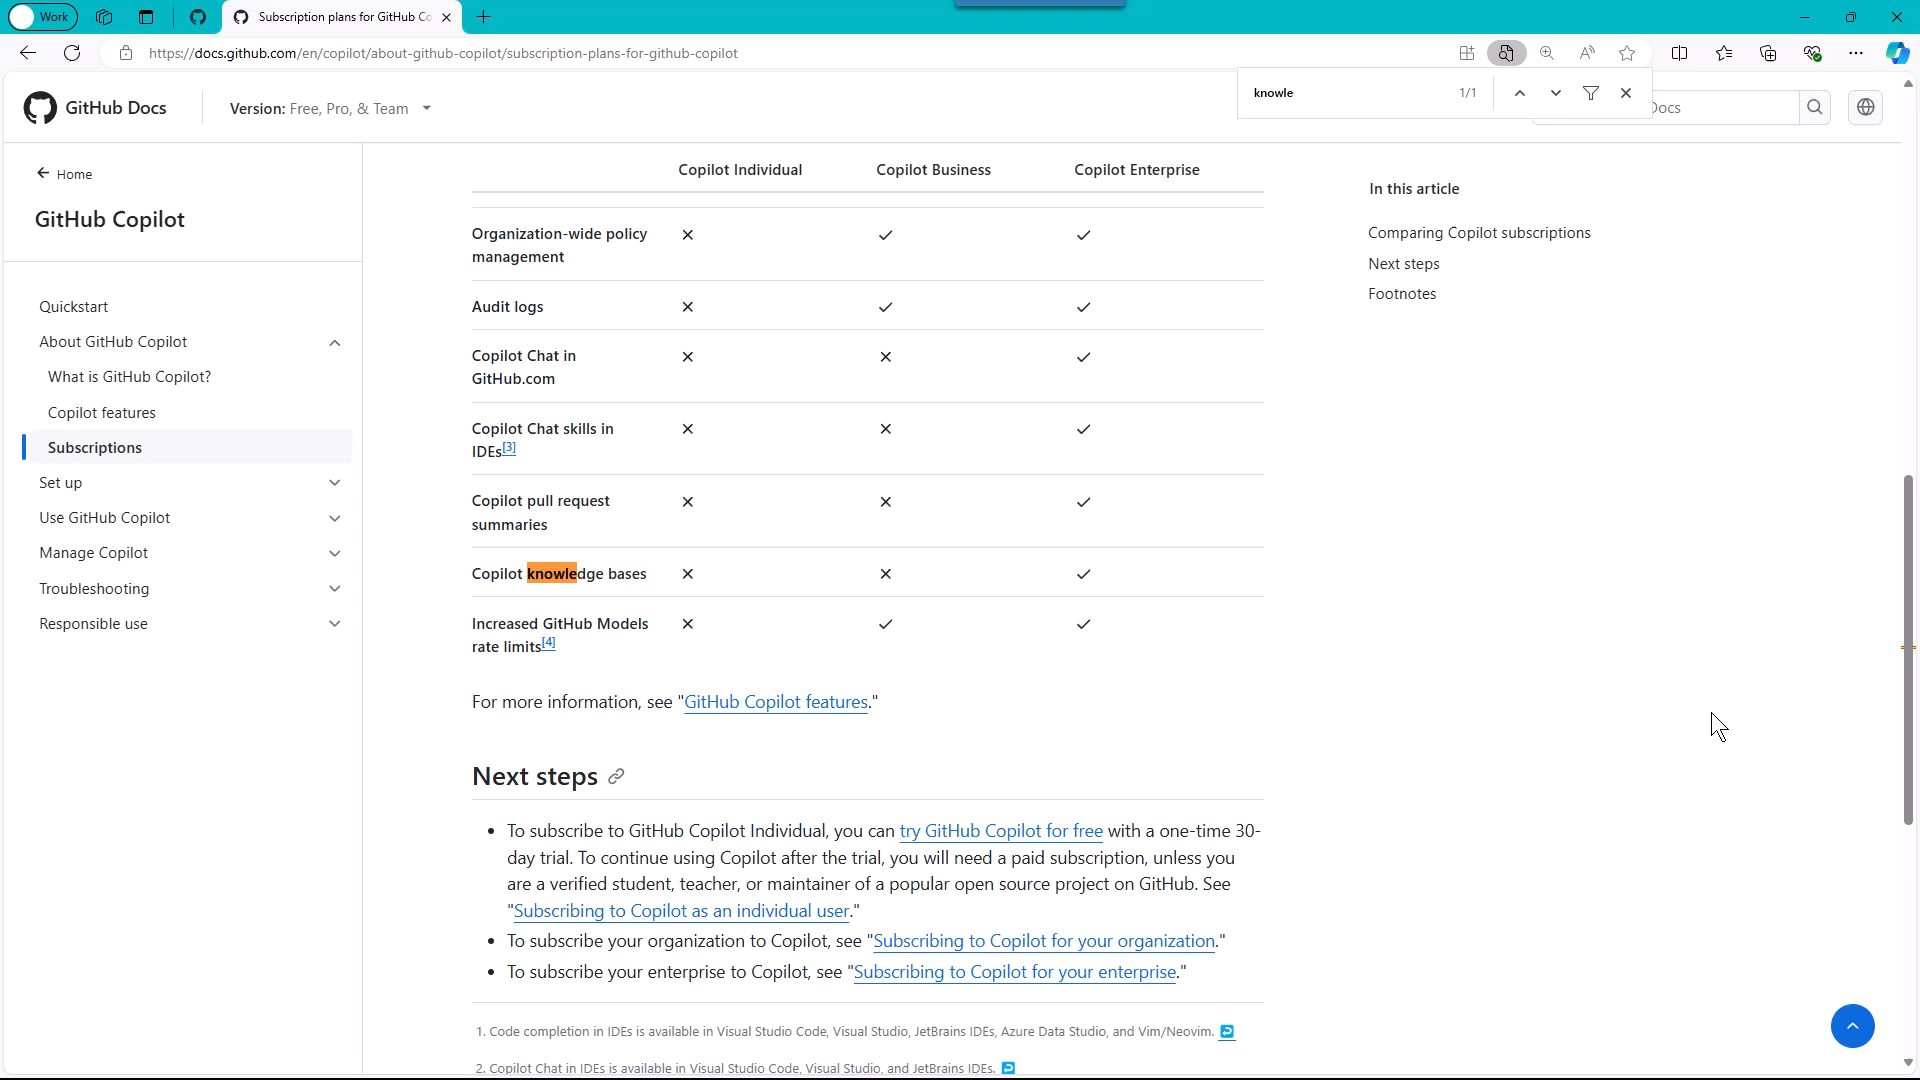 Work
Subscription plans for GitHub Co
https://docs.github.com/en/copilot/about-github-copilot/subscription-plans-for-github-copilot
knowle
1/1
GitHub Docs
Version: Free, Pro, & Team
Docs
Home
GitHub Copilot
Quickstart
About GitHub Copilot
What is GitHub Copilot?
Copilot features
Subscriptions
Set up
Use GitHub Copilot
Manage Copilot
Troubleshooting
Responsible use
Copilot Individual Copilot Business Copilot Enterprise
Organization-wide policy
management
Audit logs
Copilot Chat in
GitHub.com
Copilot Chat skills in
IDEs[3]
Copilot pull request
summaries
Copilot knowledge bases
Increased GitHub Models
rate limits[4]
For more information, see "GitHub Copilot features."
Next steps
• To subscribe to GitHub Copilot Individual, you can try GitHub Copilot for free with a one-time 30-
day trial. To continue using Copilot after the trial, you will need a paid subscription, unless you
are a verified student, teacher, or maintainer of a popular open source project on GitHub. See
"Subscribing to Copilot as an individual user."
• To subscribe your organization to Copilot, see "Subscribing to Copilot for your organization."
• To subscribe your enterprise to Copilot, see "Subscribing to Copilot for your enterprise."
1. Code completion in IDEs is available in Visual Studio Code, Visual Studio, JetBrains IDEs, Azure Data Studio, and Vim/Neovim.
2. Copilot Chat in IDEs is available in Visual Studio Code, Visual Studio, and JetBrains IDEs.
In this article
Comparing Copilot subscriptions
Next steps
Footnotes